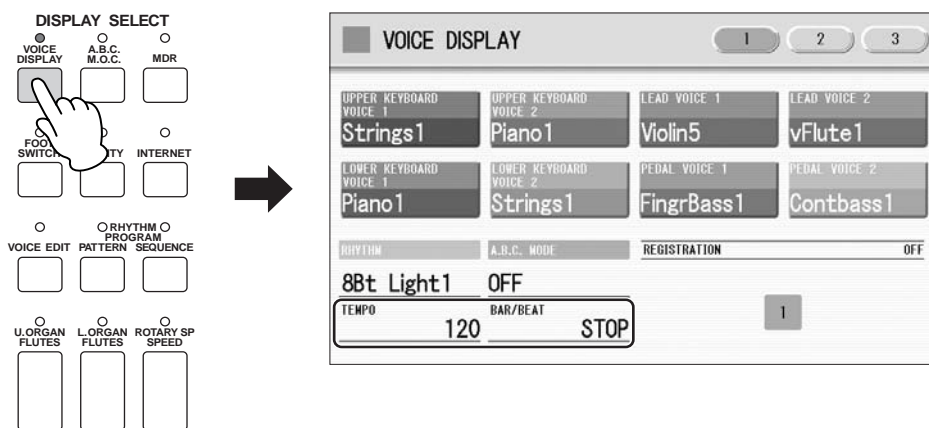 DISPLAY SELECT
VOICE DISPLAY
A.B.C. M.O.C.
MDR
INTERNET
VOICE EDIT
RHYTHM PROGRAM
PATTERN SEQUENCE
U.ORGAN FLUTES
L.ORGAN FLUTES
ROTARY SP SPEED
VOICE DISPLAY
1 2 3
UPPER KEYBOARD VOICE 1
Strings1
UPPER KEYBOARD VOICE 2
Piano1
LEAD VOICE 1
Violin5
LEAD VOICE 2
vFlute1
LOWER KEYBOARD VOICE 1
Piano1
LOWER KEYBOARD VOICE 2
Strings1
PEDAL VOICE 1
FingrBass1
PEDAL VOICE 2
Contbass1
RHYTHM
8Bt Light1
A.B.C. MODE
OFF
REGISTRATION OFF
TEMPO
120
BAR/BEAT
STOP
1